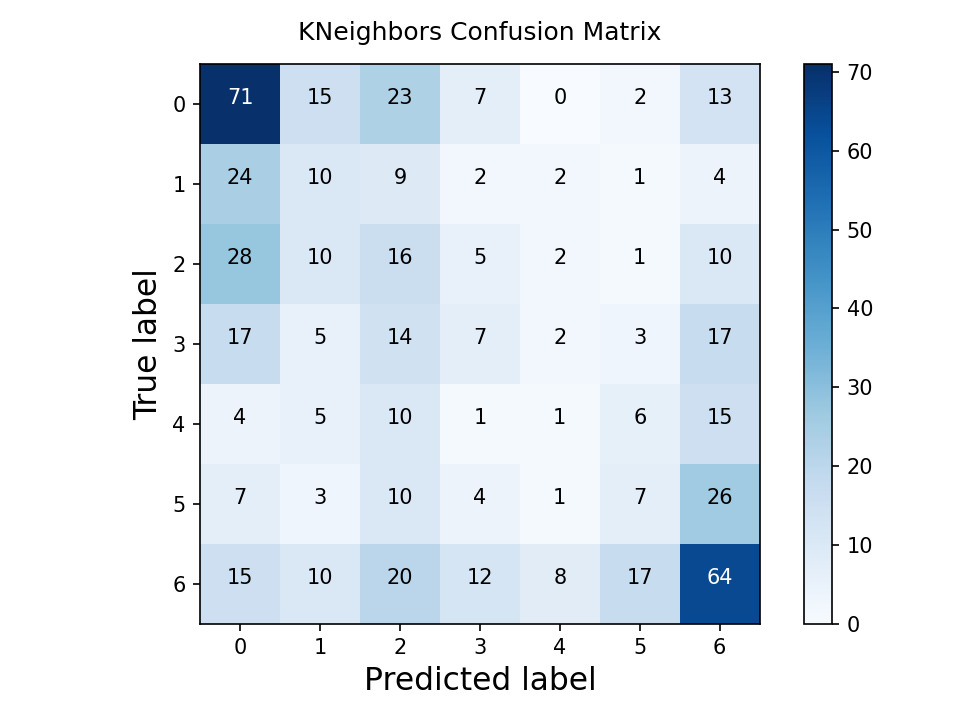 KNeighbors Confusion Matrix
0 71 15 23 7 0 2 13
1 24 10 9 2 2 1 4
2 28 10 16 5 2 1 10
3 17 5 14 7 2 3 17
4 4 5 10 1 1 6 15
5 7 3 10 4 1 7 26
6 15 10 20 12 8 17 64
0 1 2 3 4 5 6
Predicted label
True label
70
60
50
40
30
20
10
0